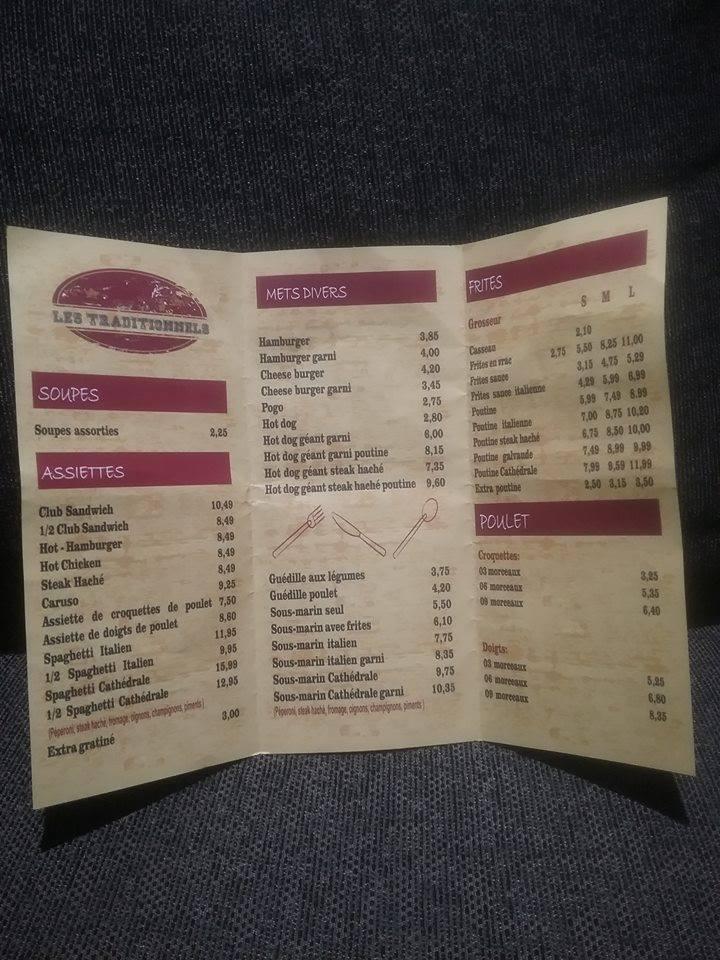 LES TRADITIONNELS
SOUPES
Soupes assorties 2,25
ASSIETTES
Club Sandwich 10,49
1/2 Club Sandwich 8,49
Hot - Hamburger 8,49
Hot Chicken 8,49
Steak Haché 8,49
Caruso 9,25
Assiette de croquettes de poulet 7,50
Assiette de doigts de poulet 8,60
Spaghetti Italien 11,95
1/2 Spaghetti Italien 9,95
Spaghetti Cathédrale 15,99
1/2 Spaghetti Cathédrale 12,95
(Péperoni, steak haché, fromage, oignons, champignons, piments )
Extra gratiné 3,00
METS DIVERS
Hamburger 3,85
Hamburger garni 4,00
Cheese burger 4,20
Cheese burger garni 3,45
Pogo 2,75
Hot dog 2,80
Hot dog géant garni 6,00
Hot dog géant garni poutine 8,15
Hot dog géant steak haché 7,35
Hot dog géant steak haché poutine 9,60
Guédille aux légumes 3,75
Guédille poulet 4,20
Sous-marin seul 5,50
Sous-marin avec frites 6,10
Sous-marin italien 7,75
Sous-marin italien garni 8,35
Sous-marin Cathédrale 9,75
Sous-marin Cathédrale garni 10,35
(Péperoni, steak haché, fromage, oignons, champignons, piments )
FRITES
Grosseur S M L
Casseau 2,10
Frites en vrac 2,75 5,50 8,25 11,00
Frites sauce 3,15 4,75 5,29
Frites sauce italienne 4,29 5,99 6,99
Poutine 5,99 7,49 8,99
Poutine italienne 7,00 8,75 10,20
Poutine steak haché 6,75 8,50 10,00
Poutine galvaude 7,49 8,99 9,99
Poutine Cathédrale 7,99 9,59 11,99
Extra poutine 2,50 3,15 3,50
POULET
Croquettes:
03 morceaux 3,25
06 morceaux 5,35
09 morceaux 6,40
Doigts:
03 morceaux 5,25
06 morceaux 6,80
09 morceaux 8,35